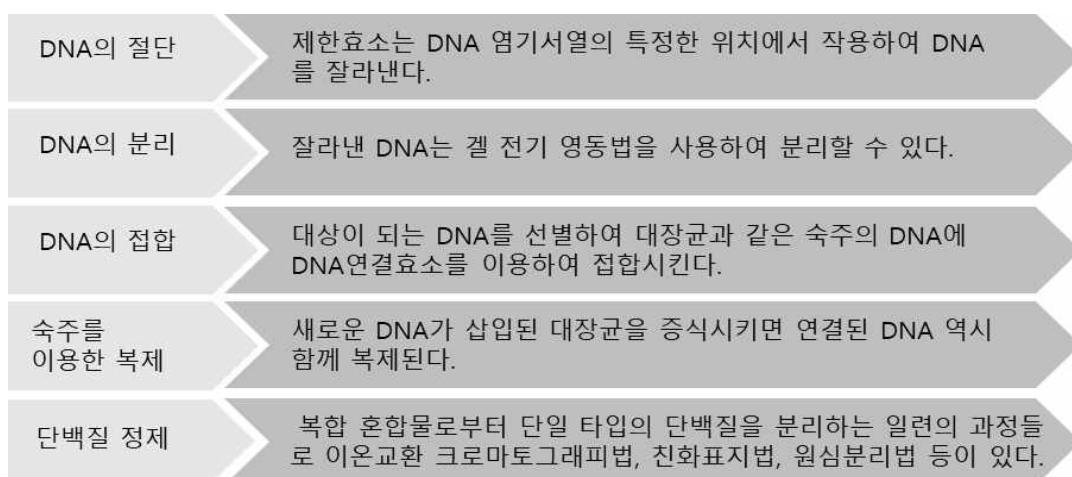 DNA의 절단
제한효소는 DNA 염기서열의 특정한 위치에서 작용하여 DNA
를 잘라낸다.
DNA의 분리
잘라낸 DNA는 겔 전기 영동법을 사용하여 분리할 수 있다.
DNA의 접합
대상이 되는 DNA를 선별하여 대장균과 같은 숙주의 DNA에
DNA연결효소를 이용하여 접합시킨다.
숙주를
이용한 복제
새로운 DNA가 삽입된 대장균을 증식시키면 연결된 DNA 역시
함께 복제된다.
단백질 정제
복합 혼합물로부터 단일 타입의 단백질을 분리하는 일련의 과정들
로 이온교환 크로마토그래피법, 친화표지법, 원심분리법 등이 있다.